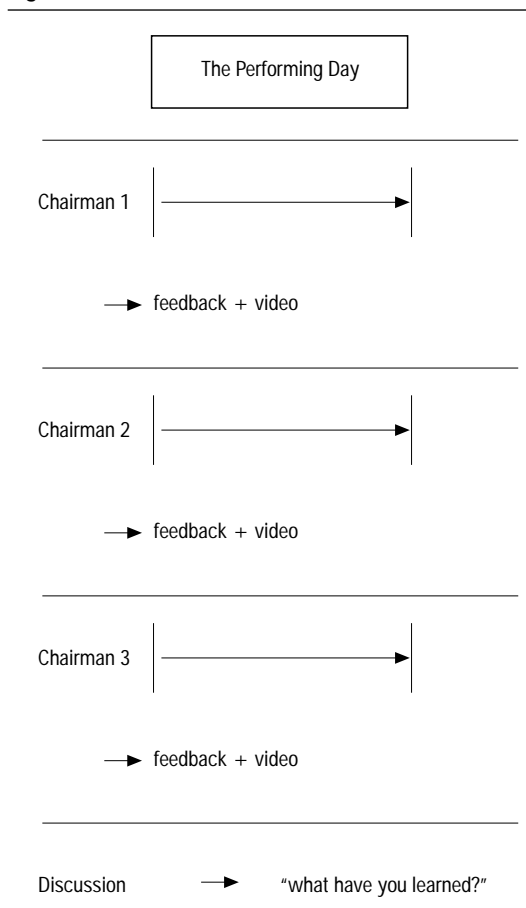 The Performing Day
Chairman 1
feedback + video
Chairman 2
feedback + video
Chairman 3
feedback + video
Discussion "what have you learned?"